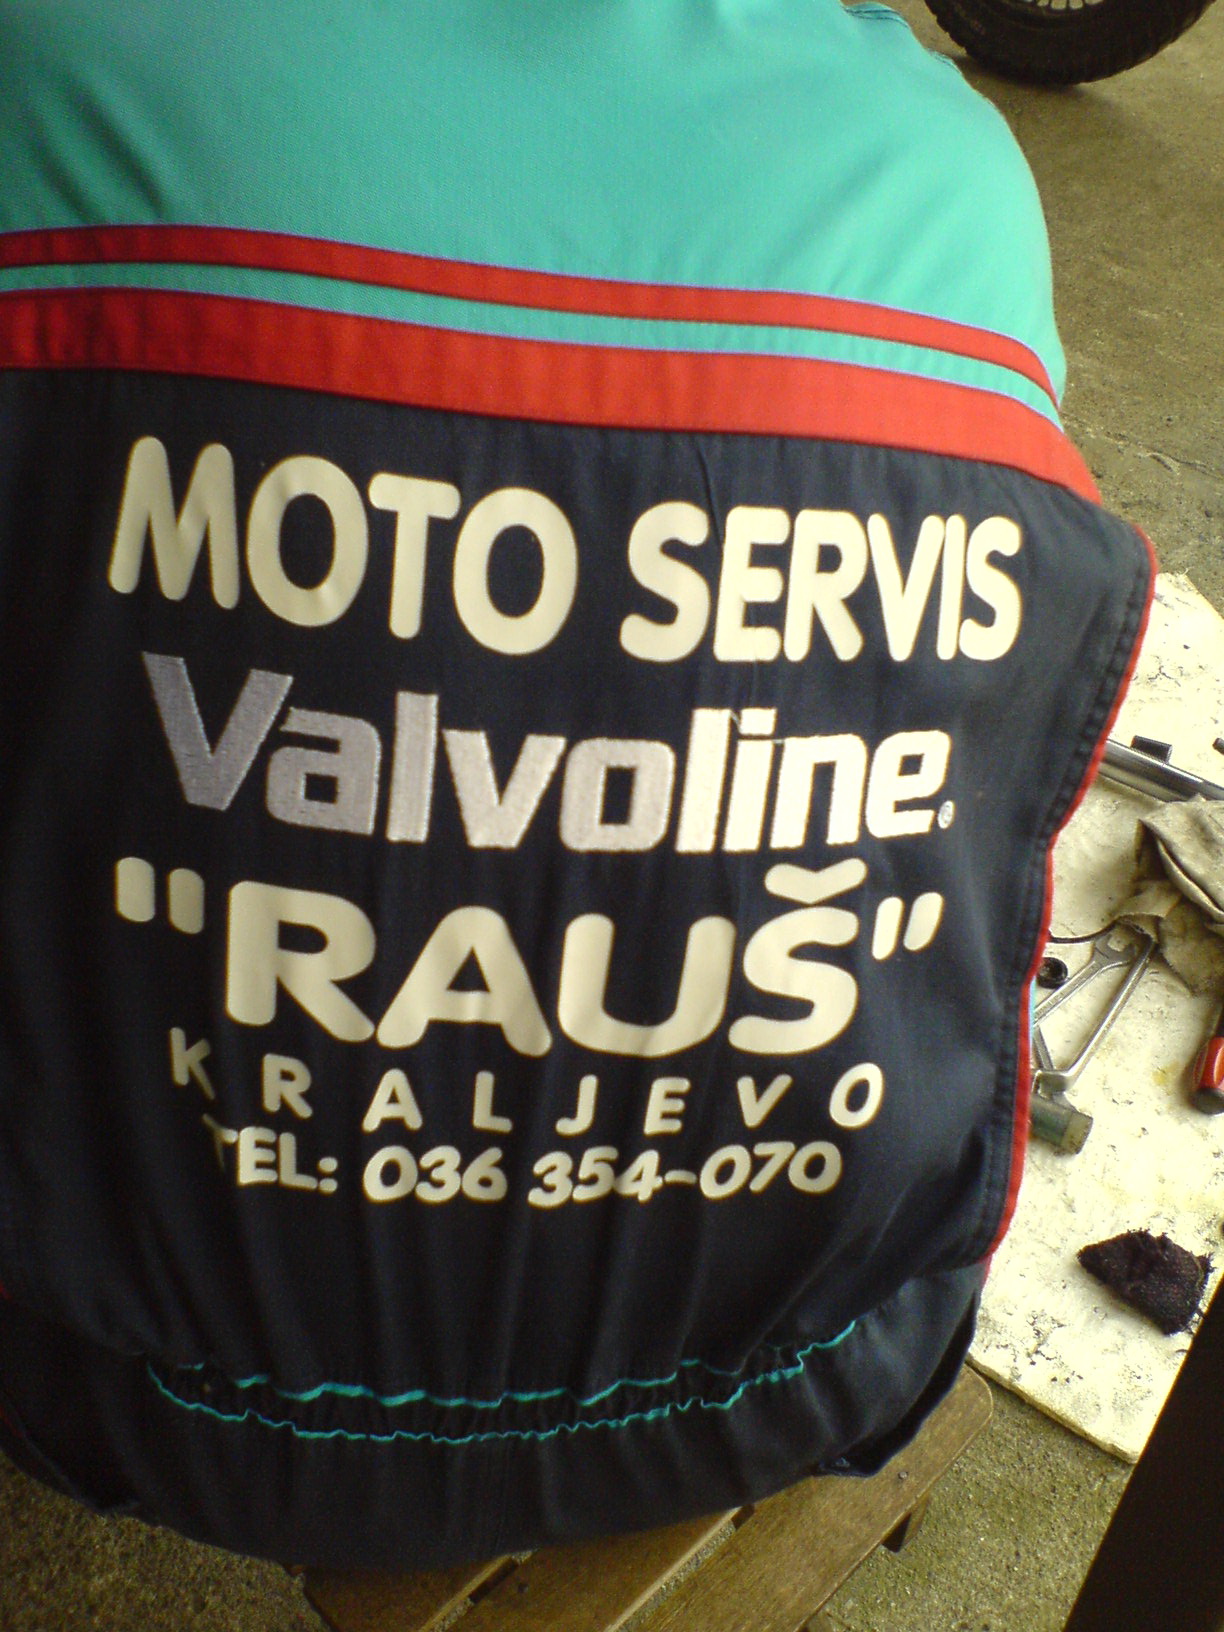 MOTO SERVIS
Valvoline®
"RAUŠ"
KRALJEVO
TEL: 036 354-070